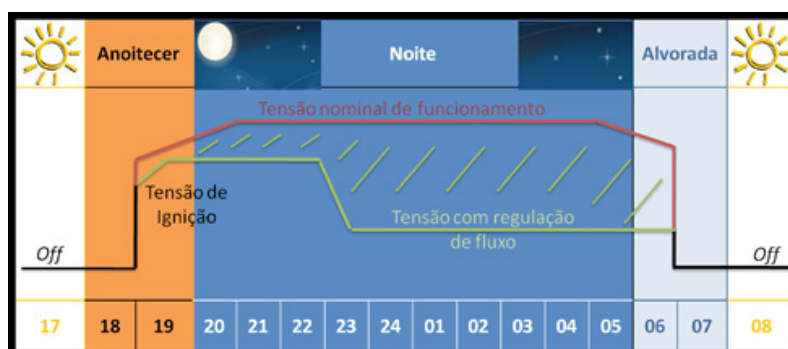 Anoitecer
Noite
Alvorada
Tensão nominal de funcionamento
Tensão de
Ignição
Tensão com regulação
de fluxo
Off
Off
17 18 19 20 21 22 23 24 01 02 03 04 05 06 07 08